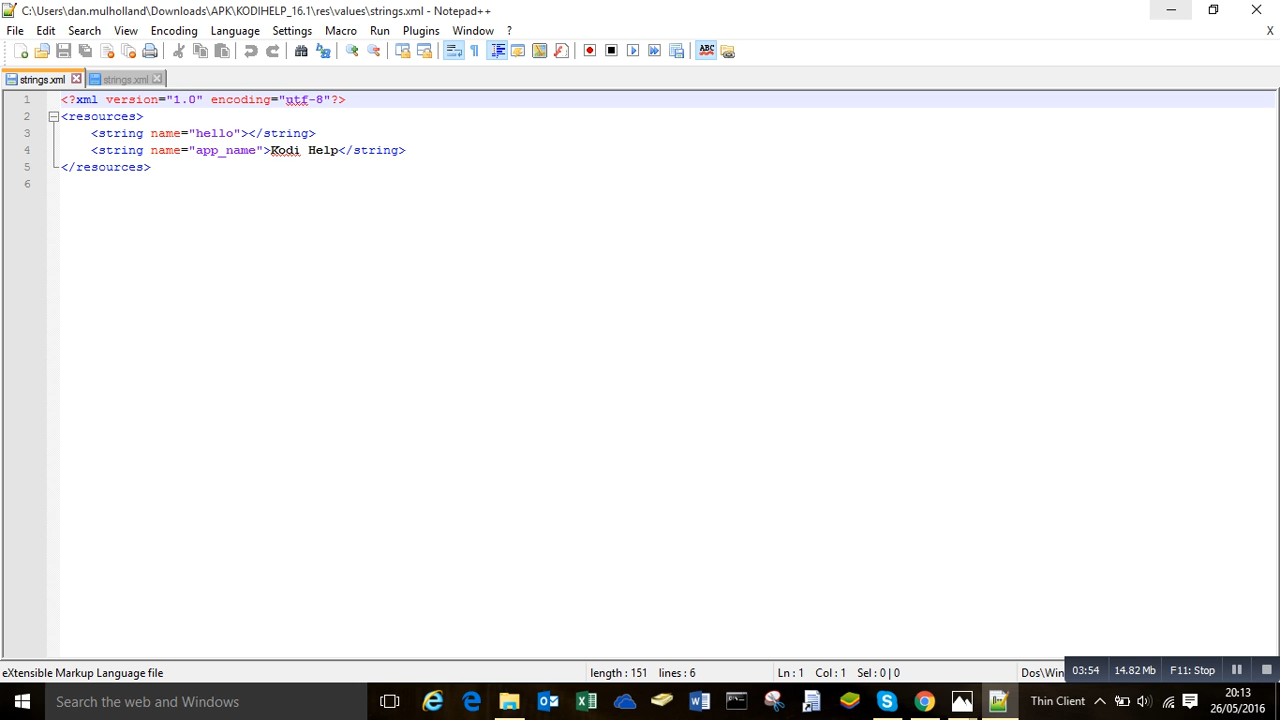 C:\Users\dan.mulholland\Downloads\APK\KODIHELP_16.1\res\values\strings.xml - Notepad++
File Edit Search View Encoding Language Settings Macro Run Plugins Window ? X
ABC
strings.xml strings.xml
1 <?xml version="1.0" encoding="utf-8"?>
2 <resources>
3 <string name="hello"></string>
4 <string name="app_name">Kodi Help</string>
5 </resources>
6
eXtensible Markup Language file length : 151 lines : 6 Ln : 1 Col : 1 Sel : 0 | 0 Dos\Win
03:54 14.82 Mb F11: Stop
Search the web and Windows
Thin Client
20:13
26/05/2016